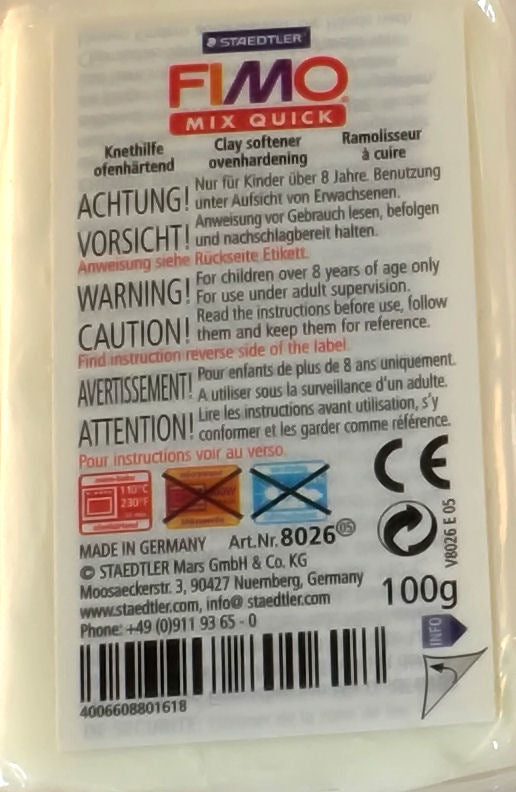 STAEDTLER
FIMO
MIX QUICK
Knethilfe
ofenhärtend
Clay softener
ovenhardening
Ramolisseur
à cuire
ACHTUNG!
VORSICHT!
Nur für Kinder über 8 Jahre. Benutzung
unter Aufsicht von Erwachsenen.
Anweisung vor Gebrauch lesen, befolgen
und nachschlagbereit halten.
Anweisung siehe Rückseite Etikett.
WARNING!
CAUTION!
For children over 8 years of age only
For use under adult supervision.
Read the instructions before use, follow
them and keep them for reference.
Find instruction reverse side of the label.
AVERTISSEMENT!
ATTENTION!
Pour enfants de plus de 8 ans uniquement.
A utiliser sous la surveillance d'un adulte.
Lire les instructions avant utilisation, s'y
conformer et les garder comme référence.
Pour instructions voir au verso.
110°C
230°F
ofenhärtend
CE
MADE IN GERMANY Art.Nr. 8026 05
© STAEDTLER Mars GmbH & Co. KG
Moosaeckerstr. 3, 90427 Nuernberg, Germany
www.staedtler.com, info@ staedtler.com
Phone: +49 (0)911 93 65 - 0
V8026 E 05
100g
INFO
4006608801618